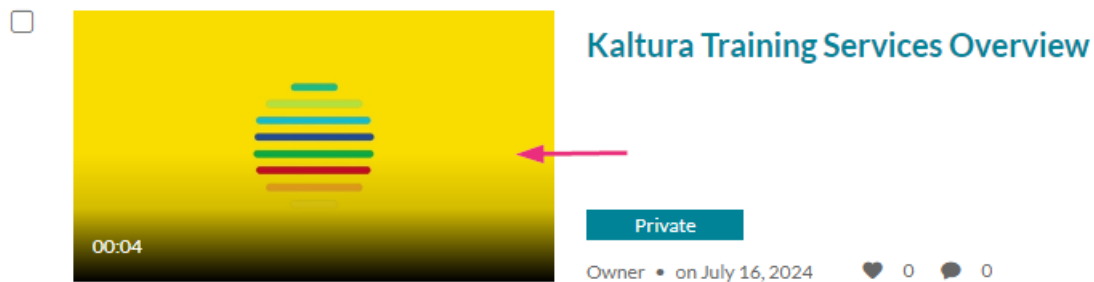 Kaltura Training Services Overview
Private
00:04
Owner • on July 16, 2024 0 0